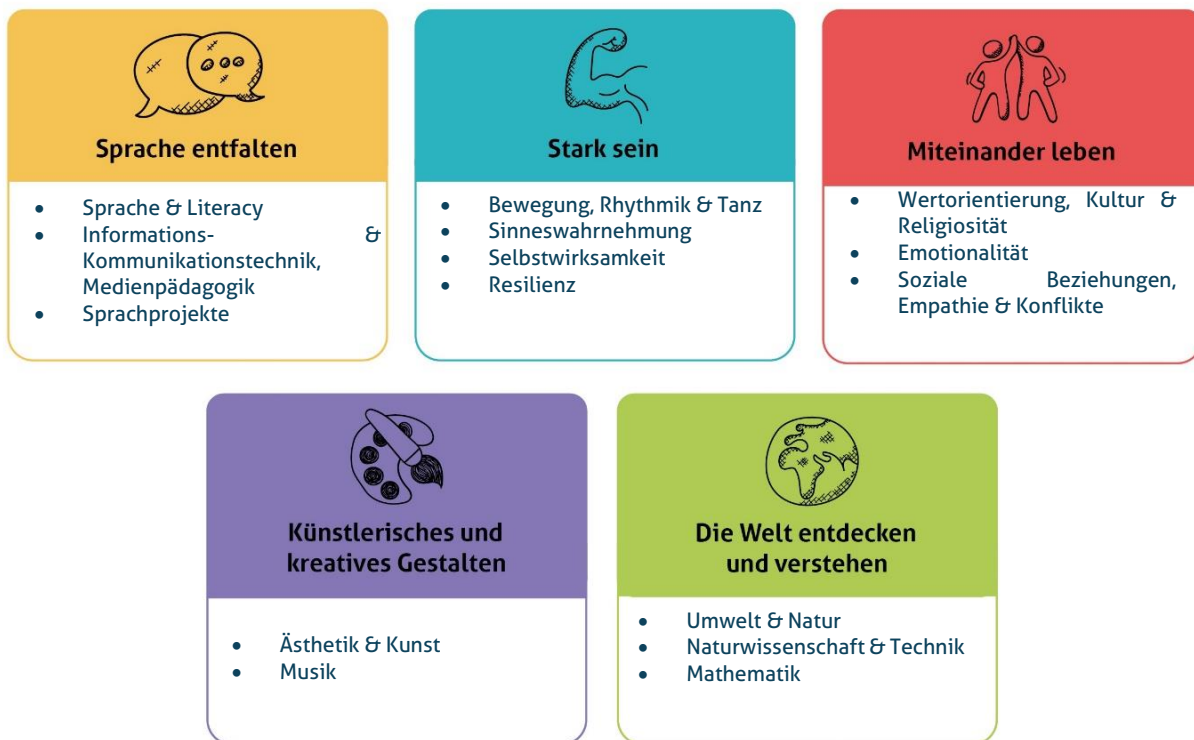 Sprache entfalten
• Sprache & Literacy
• Informations- &
Kommunikationstechnik,
Medienpädagogik
• Sprachprojekte
Stark sein
• Bewegung, Rhythmik & Tanz
• Sinneswahrnehmung
• Selbstwirksamkeit
• Resilienz
Miteinander leben
• Wertorientierung, Kultur &
Religiosität
• Emotionalität
• Soziale Beziehungen,
Empathie & Konflikte
Künstlerisches und
kreatives Gestalten
• Ästhetik & Kunst
• Musik
Die Welt entdecken
und verstehen
• Umwelt & Natur
• Naturwissenschaft & Technik
• Mathematik